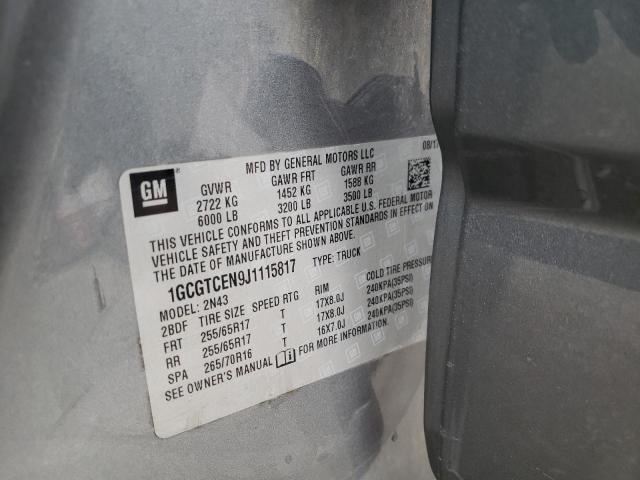 GM
MFD BY GENERAL MOTORS LLC
08/17
GVWR GAWR FRT GAWR RR
2722 KG 1452 KG 1588 KG
6000 LB 3200 LB 3500 LB
THIS VEHICLE CONFORMS TO ALL APPLICABLE U.S. FEDERAL MOTOR
VEHICLE SAFETY AND THEFT PREVENTION STANDARDS IN EFFECT ON
THE DATE OF MANUFACTURE SHOWN ABOVE.
1GCGTCEN9J1115817 TYPE: TRUCK
MODEL: 2N43
2BDF TIRE SIZE SPEED RTG RIM COLD TIRE PRESSURE
FRT 255/65R17 T 17X8.0J 240KPA(35PSI)
RR 255/65R17 T 17X8.0J 240KPA(35PSI)
SPA 265/70R16 T 16X7.0J 240KPA(35PSI)
SEE OWNER'S MANUAL FOR MORE INFORMATION.